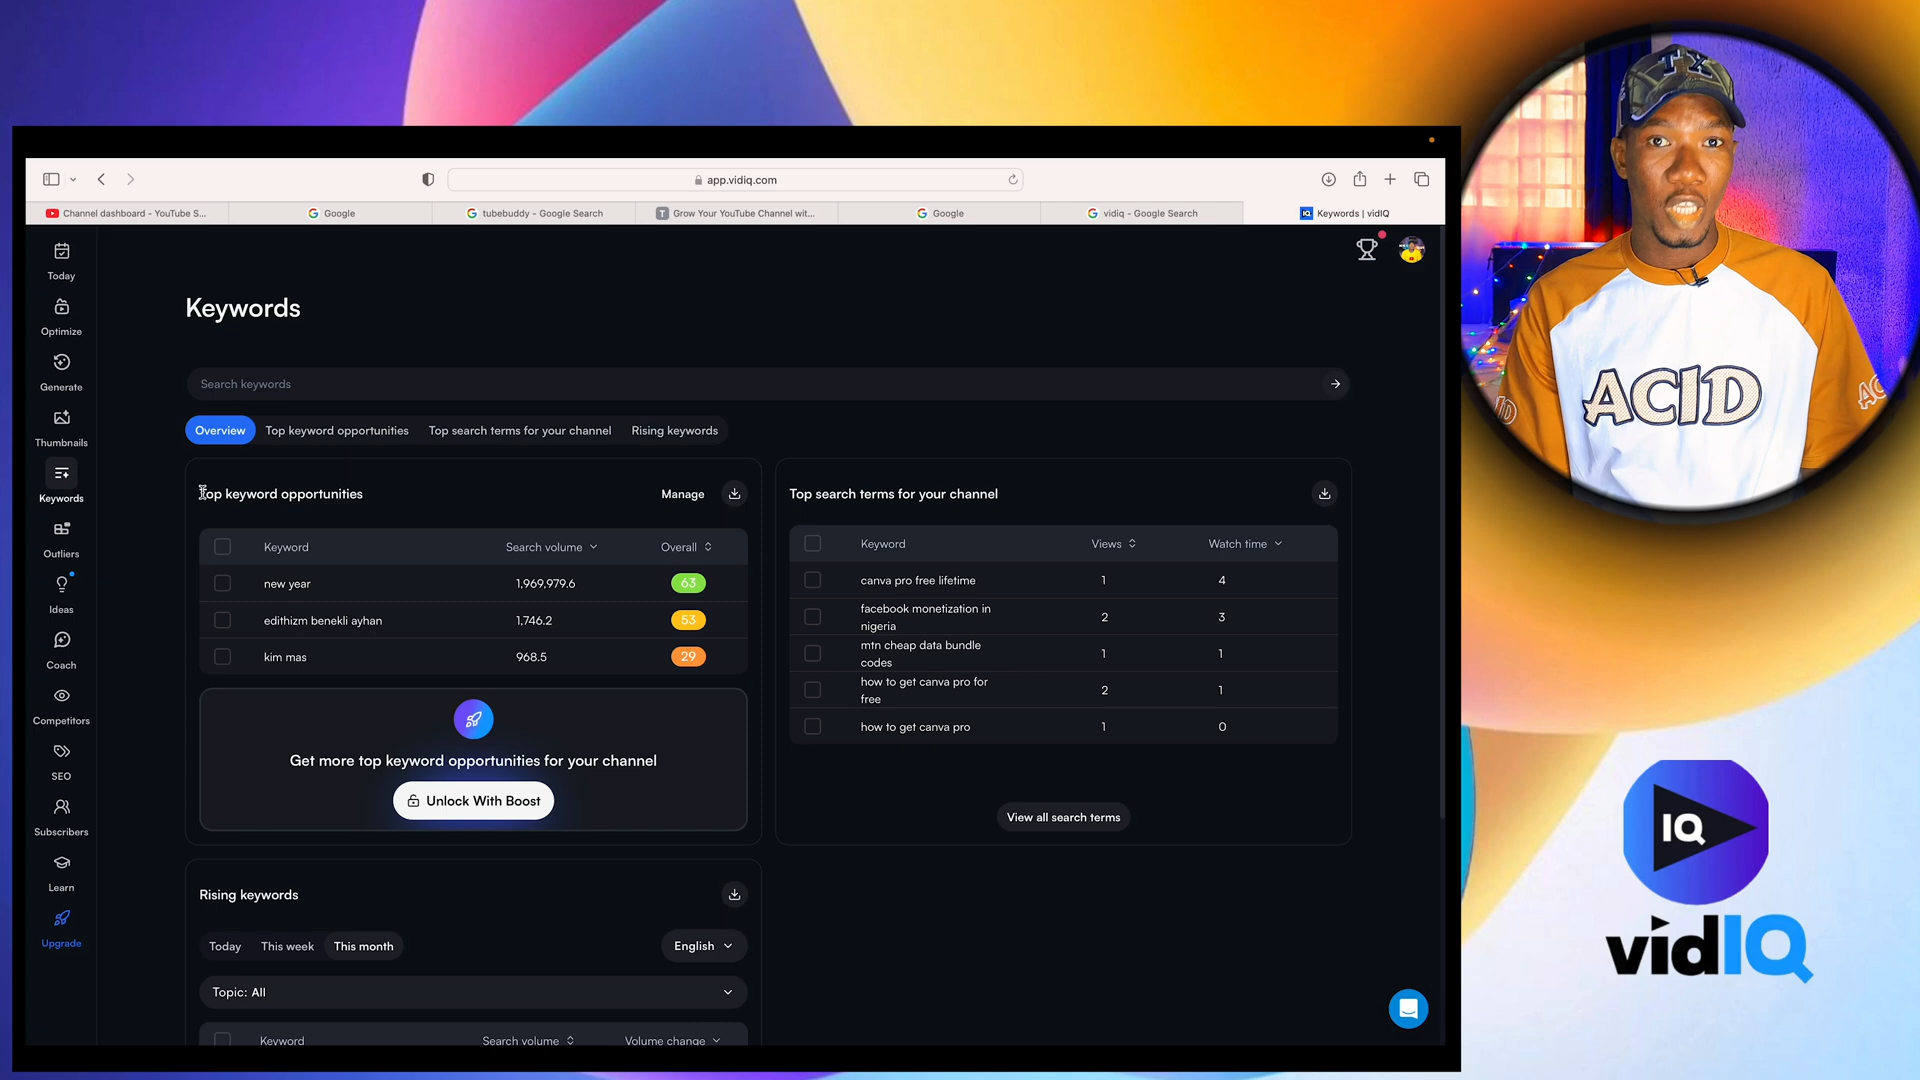 app.vidiq.com
Channel dashboard - YouTube S...
Google
tubebuddy - Google Search
Grow Your YouTube Channel wit...
Google
vidiq - Google Search
Keywords | vidIQ
Today
Optimize
Generate
Thumbnails
Keywords
Outliers
Ideas
Coach
Competitors
SEO
Subscribers
Learn
Upgrade
Keywords
Search keywords
Overview
Top keyword opportunities
Top search terms for your channel
Rising keywords
Top keyword opportunities
Manage
Keyword Search volume Overall
new year 1,969,979.6 63
edithizm benekli ayhan 1,746.2 53
kim mas 968.5 29
Get more top keyword opportunities for your channel
Unlock With Boost
Top search terms for your channel
Keyword Views Watch time
canva pro free lifetime 1 4
facebook monetization in
nigeria 2 3
mtn cheap data bundle
codes 1 1
how to get canva pro for
free 2 1
how to get canva pro 1 0
View all search terms
Rising keywords
Today This week This month
English
Topic: All
Keyword Search volume Volume change
TX
ACID
IQ
vidIQ